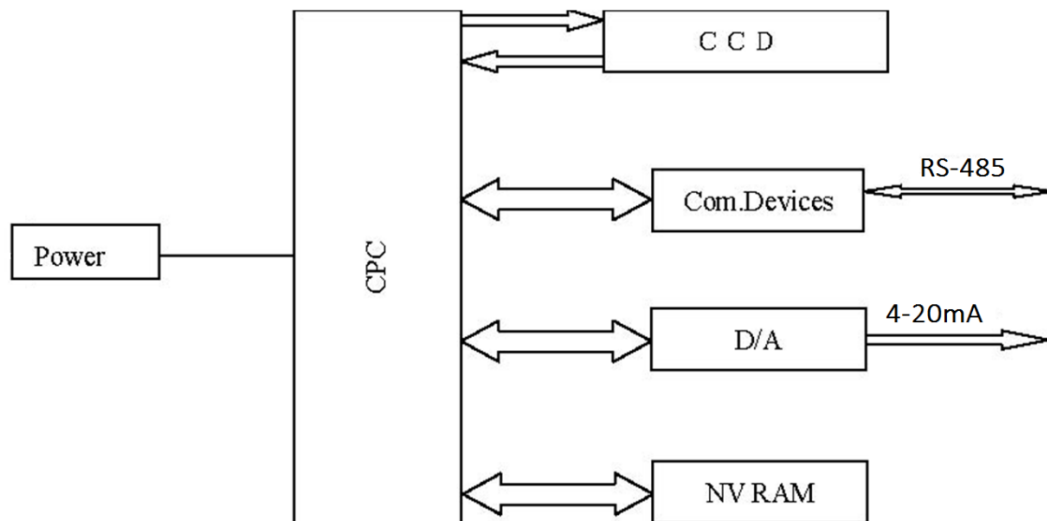 C C D
RS-485
Com.Devices
Power
CPC
4-20mA
D/A
NV RAM